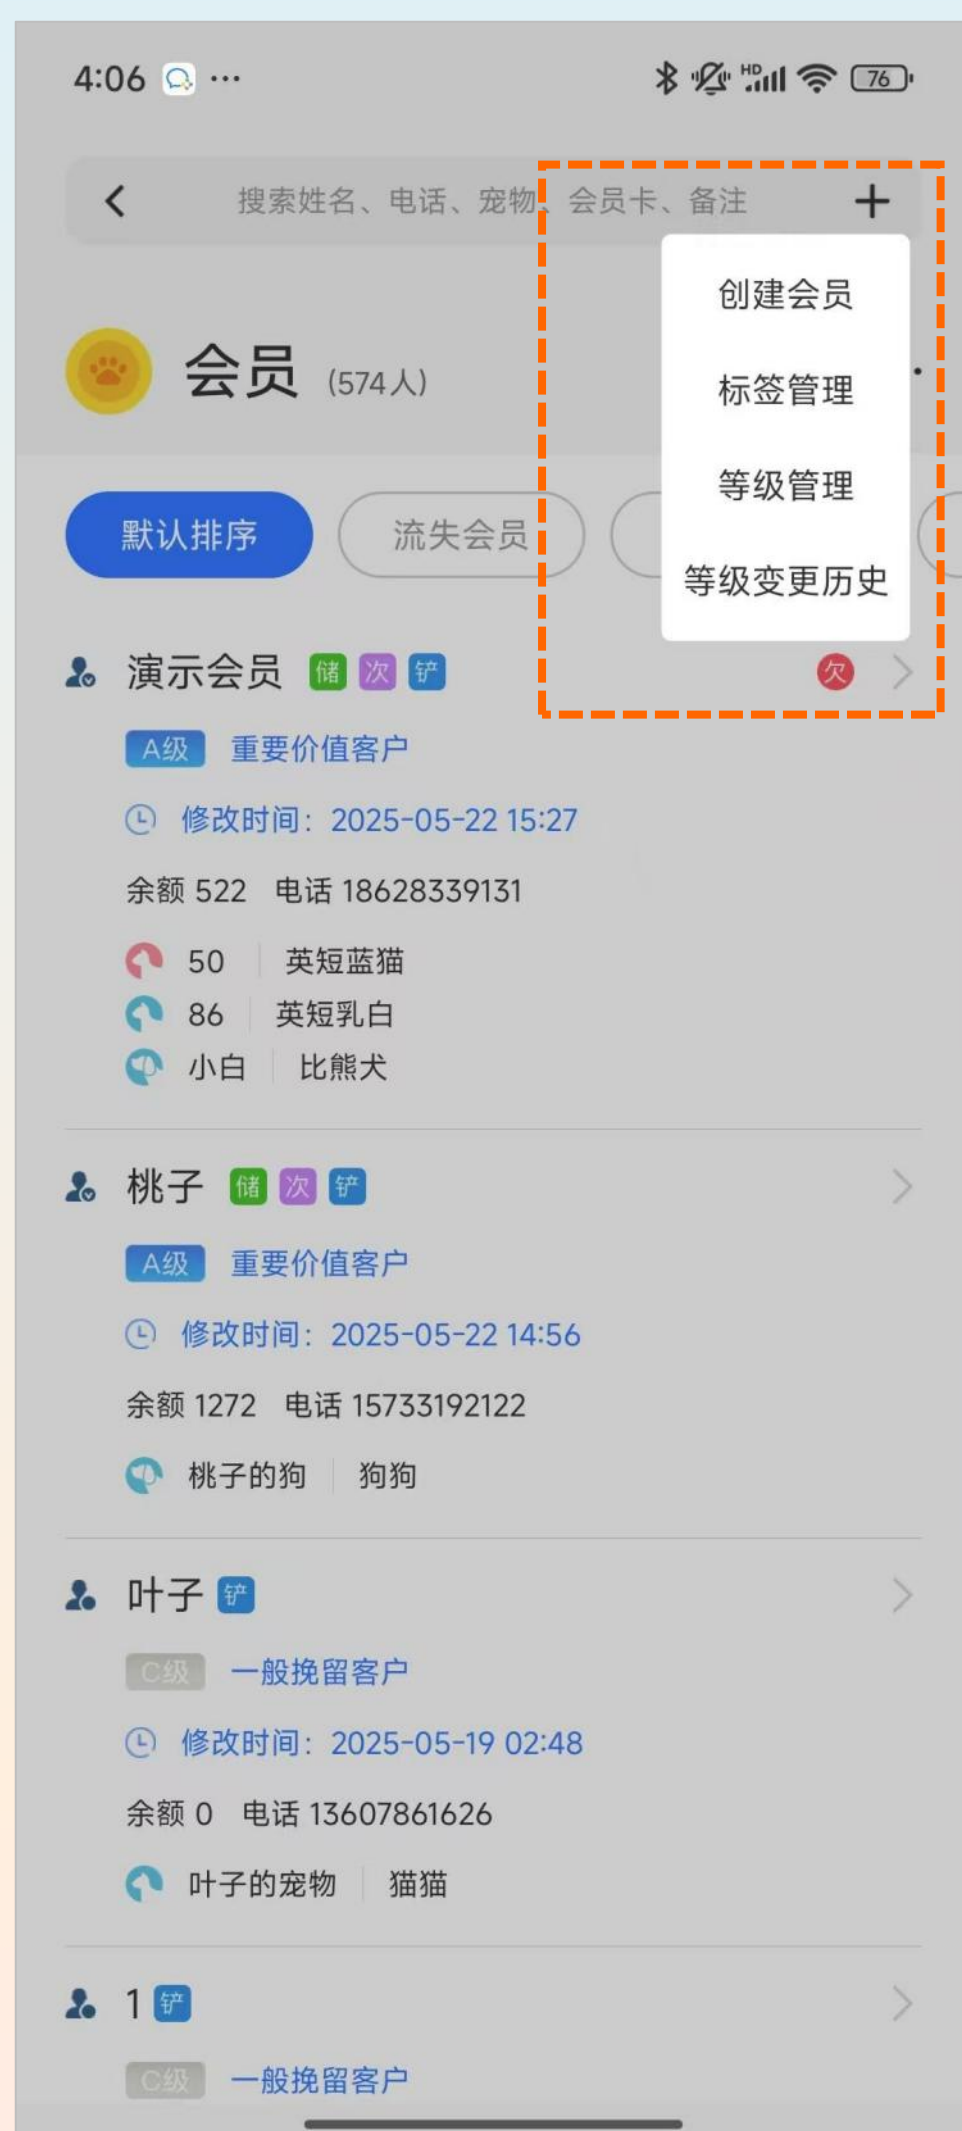 4:06 ... HD 76
搜索姓名、电话、宠物、会员卡、备注 +
创建会员
会员 (574人)
标签管理
等级管理
默认排序 流失会员
等级变更历史
演示会员 储 次 铲 欠
A级 重要价值客户
修改时间：2025-05-22 15:27
余额 522 电话 18628339131
50 英短蓝猫
86 英短乳白
小白 比熊犬
桃子 储 次 铲
A级 重要价值客户
修改时间：2025-05-22 14:56
余额 1272 电话 15733192122
桃子的狗 狗狗
叶子 铲
C级 一般挽留客户
修改时间：2025-05-19 02:48
余额 0 电话 13607861626
叶子的宠物 猫猫
1 铲
C级 一般挽留客户